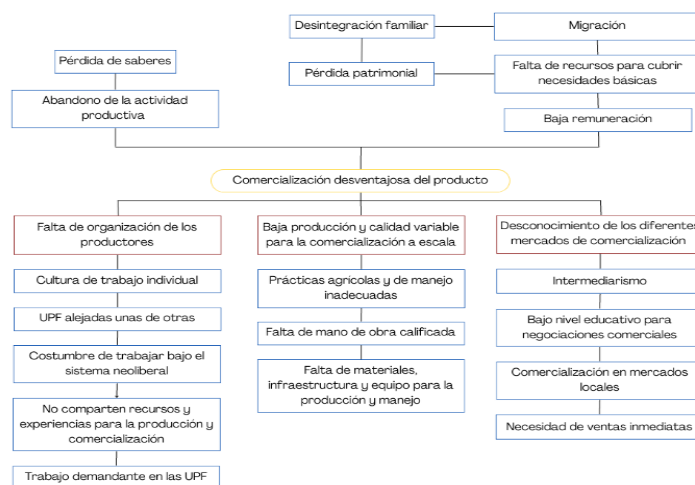 Desintegración familiar
Migración
Pérdida de saberes
Pérdida patrimonial
Falta de recursos para cubrir
necesidades básicas
Abandono de la actividad
productiva
Baja remuneración
Comercialización desventajosa del producto
Falta de organización de los
productores
Cultura de trabajo individual
UPF alejadas unas de otras
Costumbre de trabajar bajo el
sistema neoliberal
No comparten recursos y
experiencias para la producción y
comercialización
Trabajo demandante en las UPF
Baja producción y calidad variable
para la comercialización a escala
Prácticas agrícolas y de manejo
inadecuadas
Falta de mano de obra calificada
Falta de materiales,
infraestructura y equipo para la
producción y manejo
Desconocimiento de los diferentes
mercados de comercialización
Intermediarismo
Bajo nivel educativo para
negociaciones comerciales
Comercialización en mercados
locales
Necesidad de ventas inmediatas